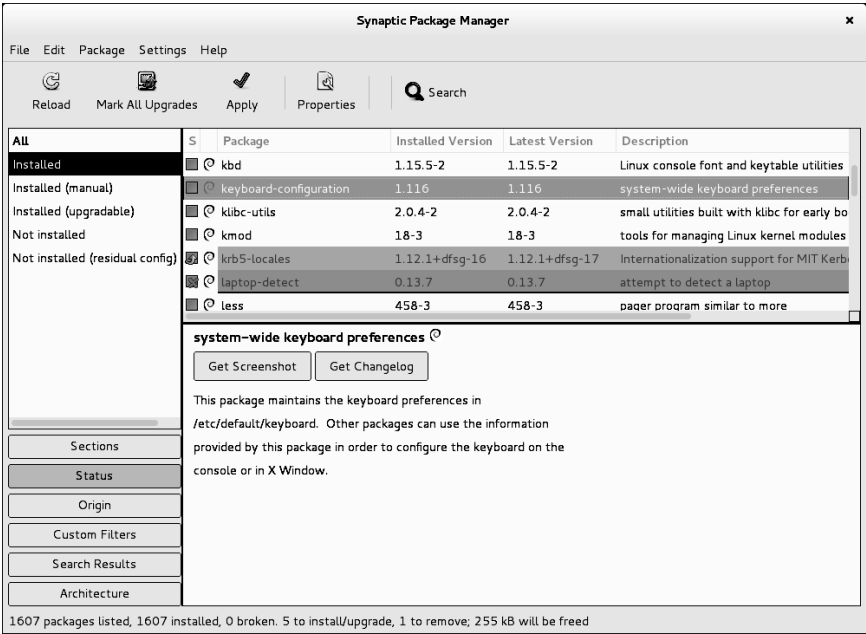 Synaptic Package Manager
File Edit Package Settings Help
Reload Mark All Upgrades Apply Properties Search
All
Installed
Installed (manual)
Installed (upgradable)
Not installed
Not installed (residual config)
S Package Installed Version Latest Version Description
kbd 1.15.5-2 1.15.5-2 Linux console font and keytable utilities
keyboard-configuration 1.116 1.116 system-wide keyboard preferences
klibc-utils 2.0.4-2 2.0.4-2 small utilities built with klibc for early bo
kmod 18-3 18-3 tools for managing Linux kernel modules
krb5-locales 1.12.1+dfsg-16 1.12.1+dfsg-17 Internationalization support for MIT Kerb
laptop-detect 0.13.7 0.13.7 attempt to detect a laptop
less 458-3 458-3 pager program similar to more
system-wide keyboard preferences
Get Screenshot Get Changelog
This package maintains the keyboard preferences in
/etc/default/keyboard. Other packages can use the information
provided by this package in order to configure the keyboard on the
console or in X Window.
Sections
Status
Origin
Custom Filters
Search Results
Architecture
1607 packages listed, 1607 installed, 0 broken. 5 to install/upgrade, 1 to remove; 255 kB will be freed